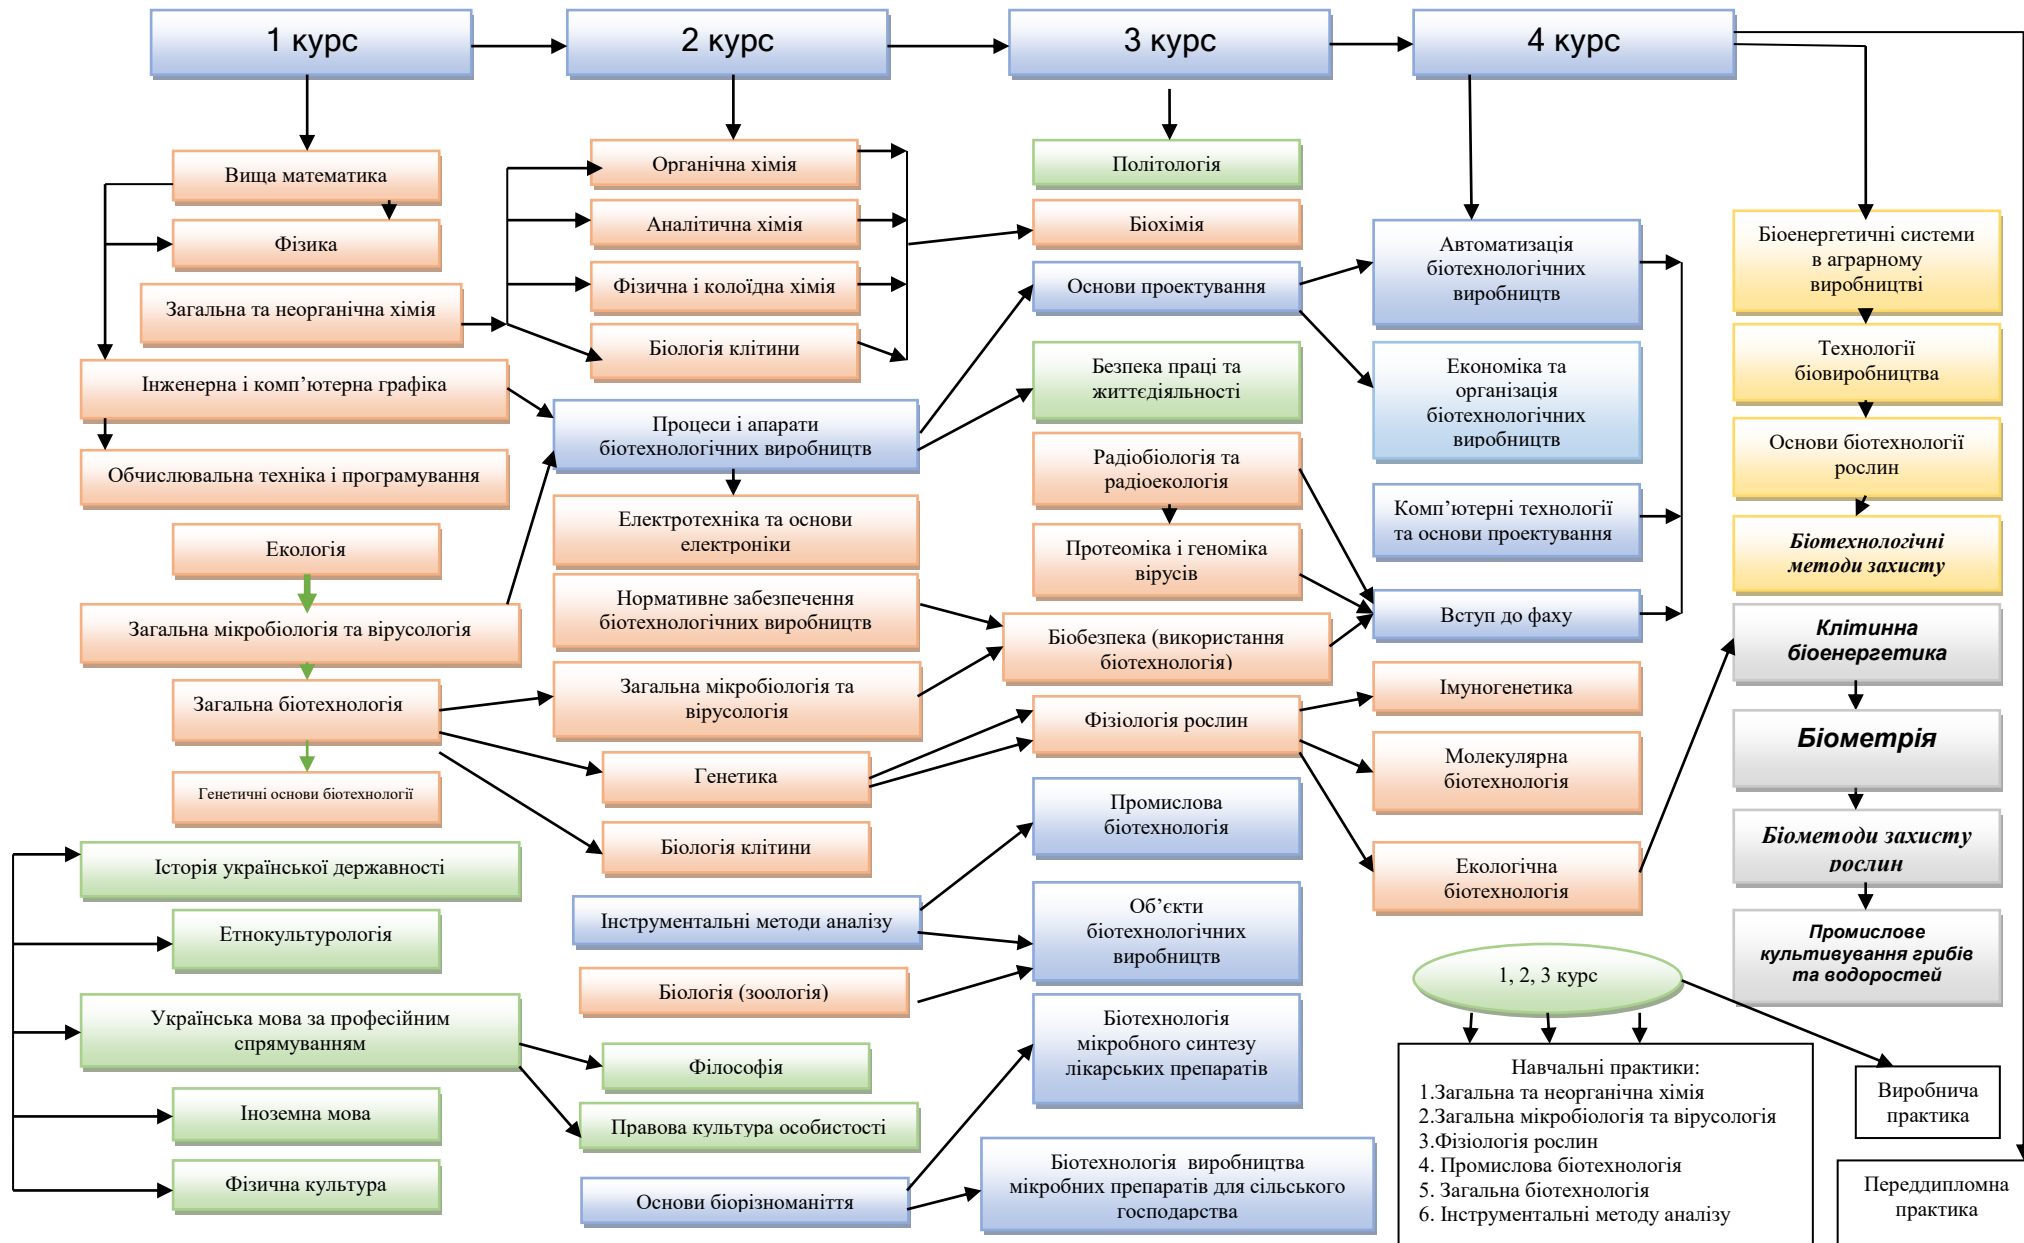 1 курс
2 курс
3 курс
4 курс
Вища математика
Фізика
Загальна та неорганічна хімія
Інженерна і комп’ютерна графіка
Обчислювальна техніка і програмування
Екологія
Загальна мікробіологія та вірусологія
Загальна біотехнологія
Генетичні основи біотехнології
Історія української державності
Етнокультурологія
Українська мова за професійним
спрямуванням
Іноземна мова
Фізична культура
Органічна хімія
Аналітична хімія
Фізична і колоїдна хімія
Біологія клітини
Процеси і апарати
біотехнологічних виробництв
Електротехніка та основи
електроніки
Нормативне забезпечення
біотехнологічних виробництв
Загальна мікробіологія та
вірусологія
Генетика
Біологія клітини
Інструментальні методи аналізу
Біологія (зоологія)
Філософія
Правова культура особистості
Основи біорізноманіття
Політологія
Біохімія
Основи проектування
Безпека праці та
життєдіяльності
Радіобіологія та
радіоекологія
Протеоміка і геноміка
вірусів
Біобезпека (використання
біотехнологія)
Фізіологія рослин
Промислова
біотехнологія
Об’єкти
біотехнологічних
виробництв
Біотехнологія
мікробного синтезу
лікарських препаратів
Біотехнологія виробництва
мікробних препаратів для сільського
господарства
Автоматизація
біотехнологічних
виробництв
Економіка та
організація
біотехнологічних
виробництв
Комп’ютерні технології
та основи проектування
Вступ до фаху
Імуногенетика
Молекулярна
біотехнологія
Екологічна
біотехнологія
Біоенергетичні системи
в аграрному
виробництві
Технології
біовиробництва
Основи біотехнології
рослин
Біотехнологічні
методи захисту
Клітинна
біоенергетика
Біометрія
Біометоди захисту
рослин
Промислове
культивування грибів
та водоростей
1, 2, 3 курс
Навчальні практики:
1.Загальна та неорганічна хімія
2.Загальна мікробіологія та вірусологія
3.Фізіологія рослин
4. Промислова біотехнологія
5. Загальна біотехнологія
6. Інструментальні методу аналізу
Виробнича
практика
Переддипломна
практика